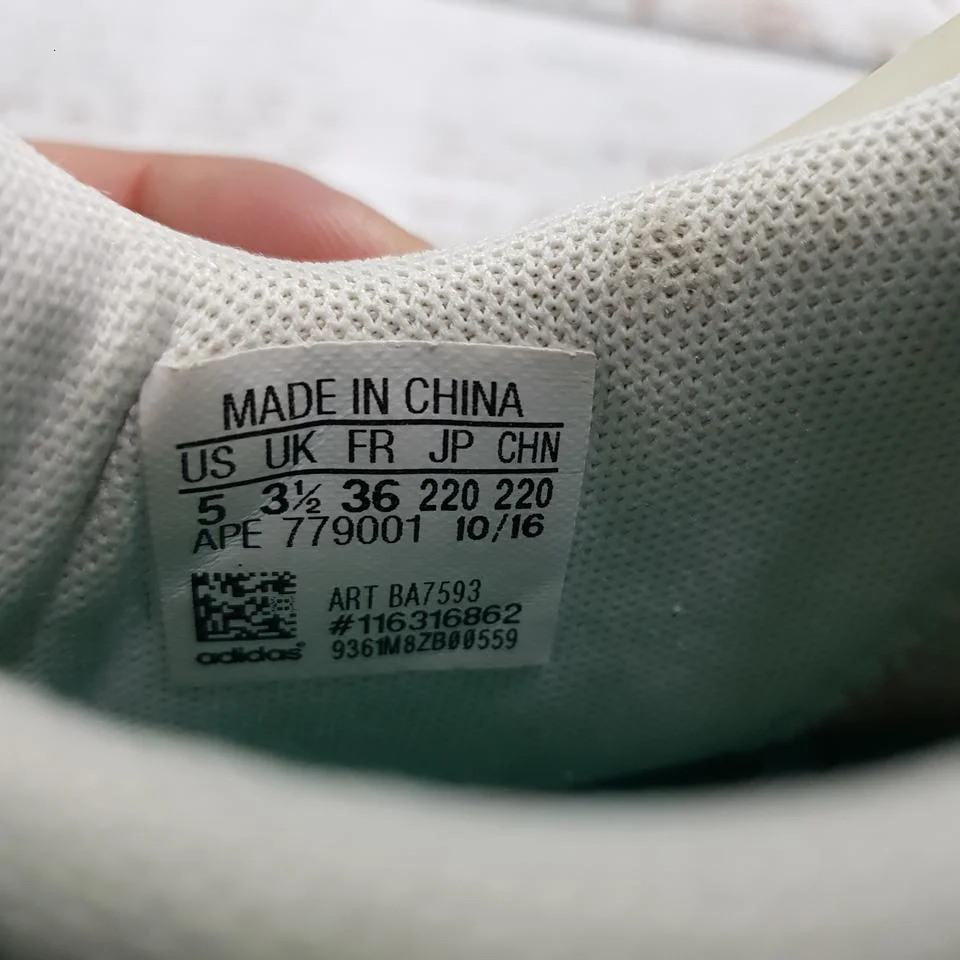 MADE IN CHINA
US UK FR JP CHN
5 3½ 36 220 220
APE 779001 10/16
ART BA7593
#116316862
9361M8ZB00559
adidas®